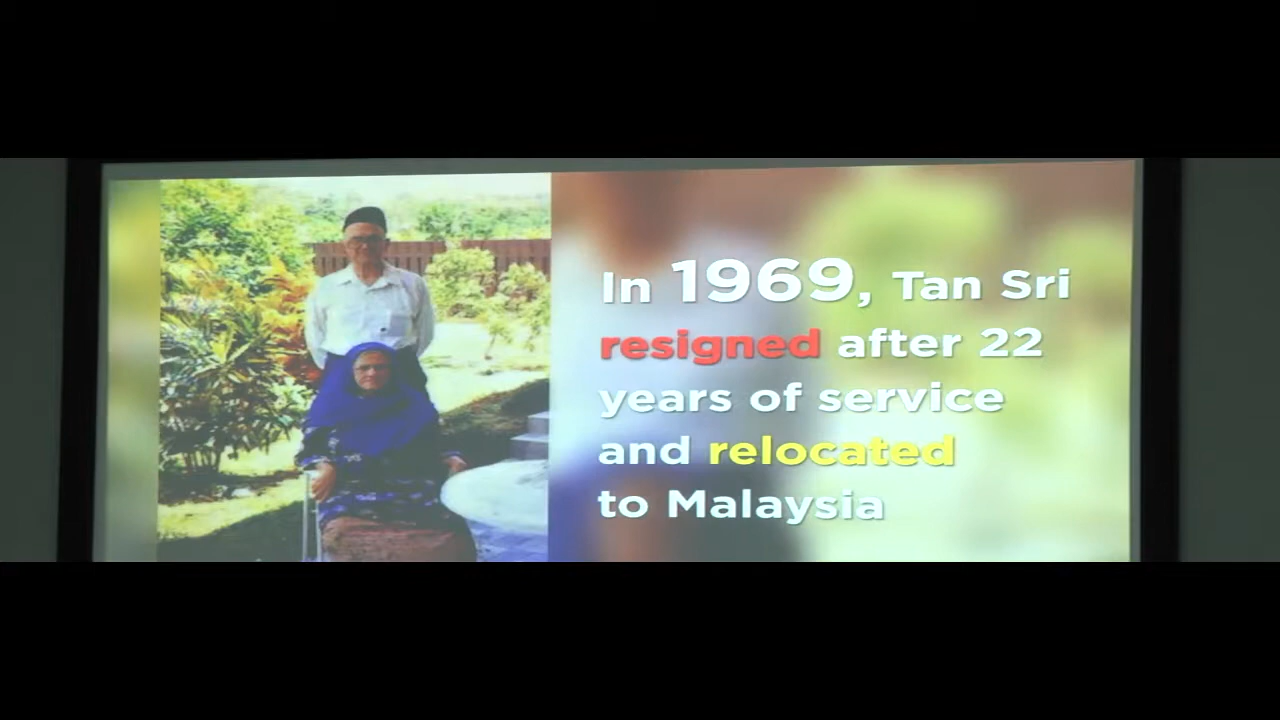 In 1969, Tan Sri
resigned after 22
years of service
and relocated
to Malaysia